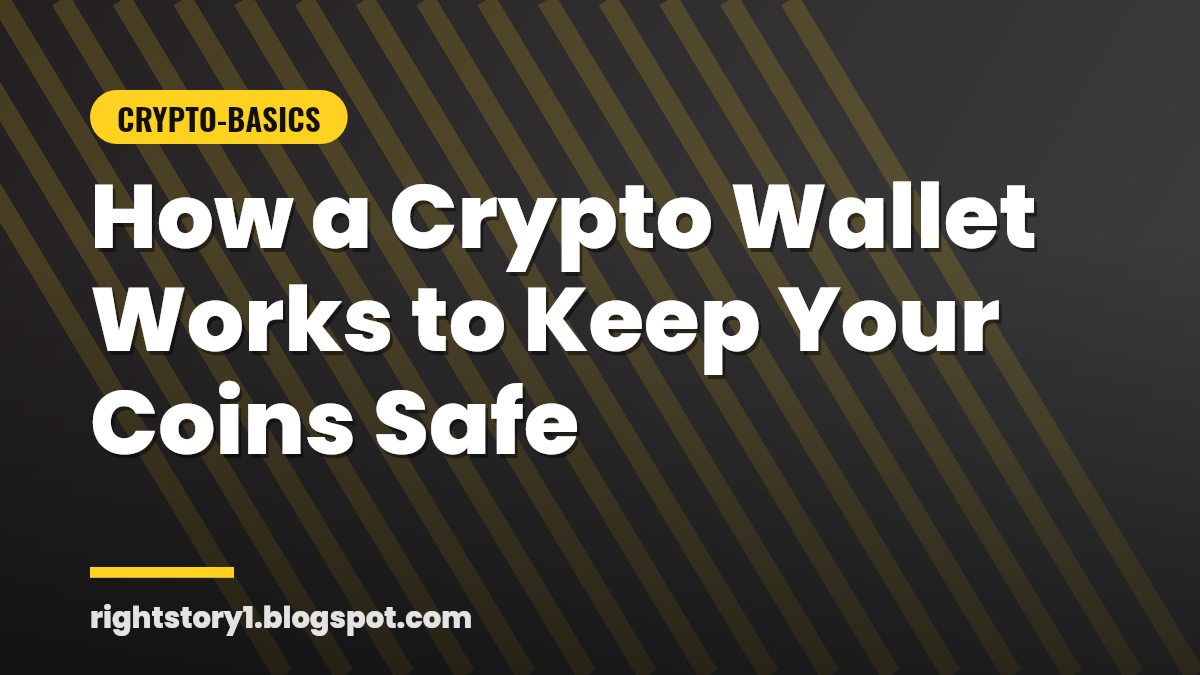 CRYPTO-BASICS
How a Crypto Wallet
Works to Keep Your
Coins Safe
rightstory1.blogspot.com